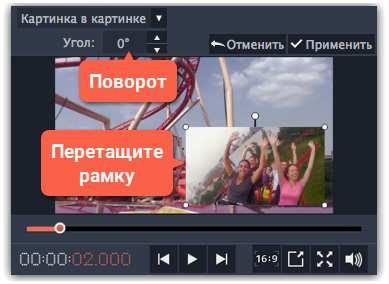 Картинка в картинке
Угол: 0°
Отменить Применить
Поворот
Перетащите
рамку
00:00:02.000
16:9